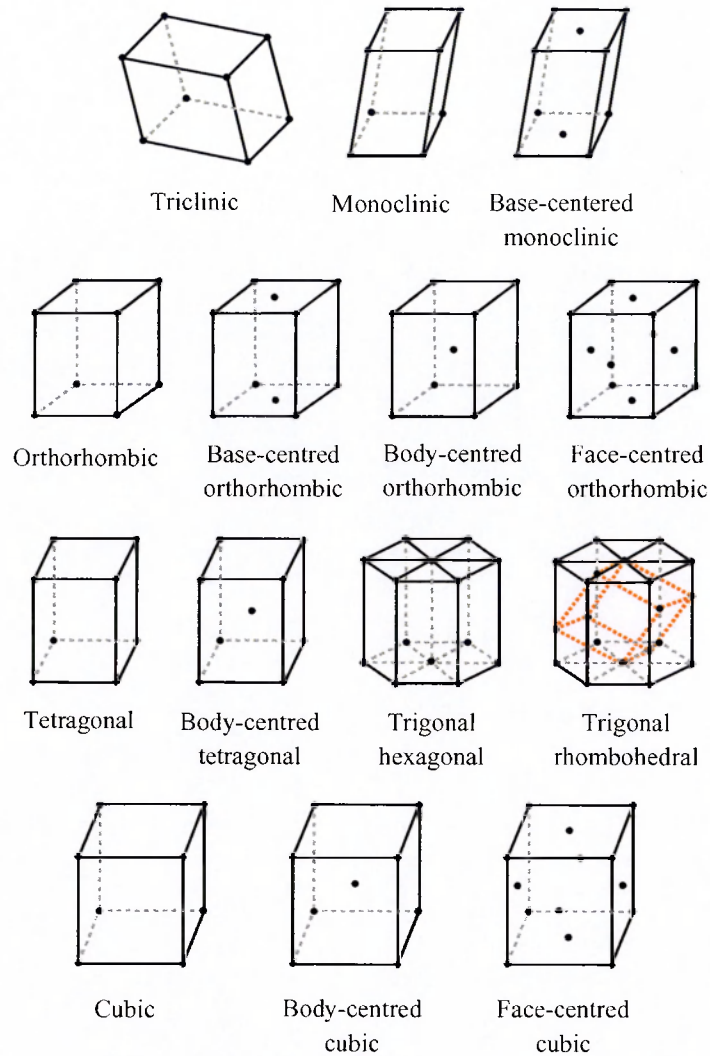 Triclinic
Monoclinic
Base-centered
monoclinic
Orthorhombic
Base-centred
orthorhombic
Body-centred
orthorhombic
Face-centred
orthorhombic
Tetragonal
Body-centred
tetragonal
Trigonal
hexagonal
Trigonal
rhombohedral
Cubic
Body-centred
cubic
Face-centred
cubic